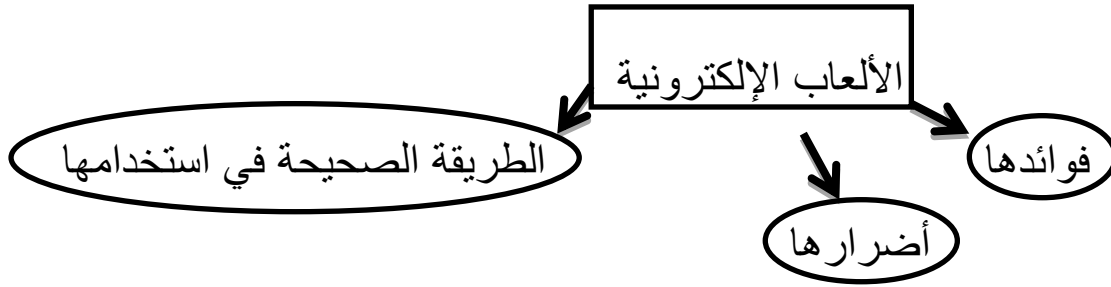 الألعاب الإلكترونية
فوائدها
أضرارها
الطريقة الصحيحة في استخدامها